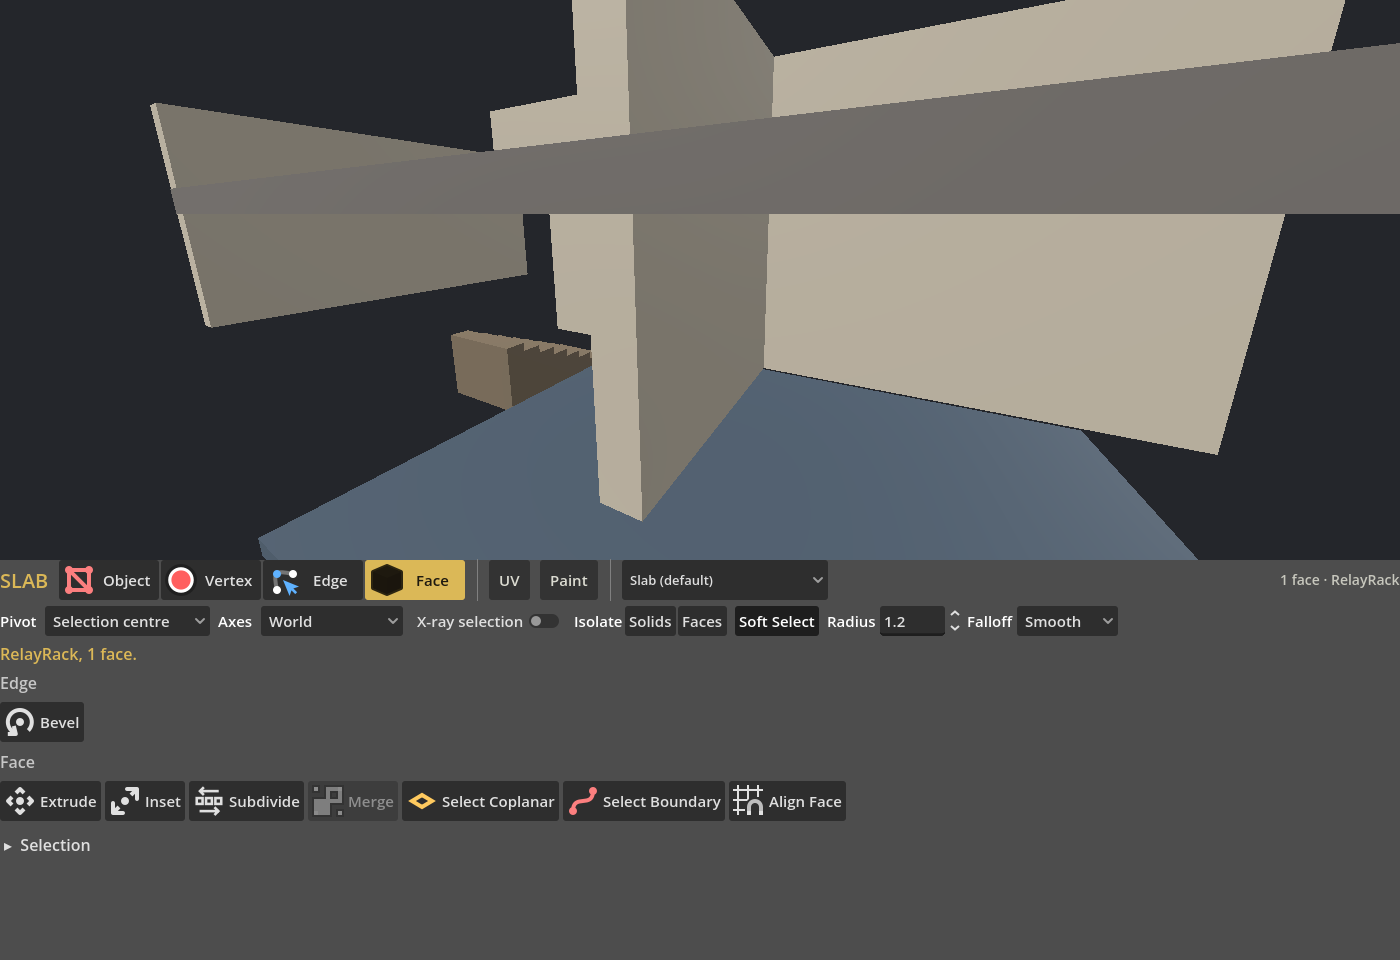 SLAB Object Vertex Edge Face UV Paint Slab (default) 1 face · RelayRack
Pivot Selection centre Axes World X-ray selection Isolate Solids Faces Soft Select Radius 1.2 Falloff Smooth
RelayRack, 1 face.
Edge
Bevel
Face
Extrude Inset Subdivide Merge Select Coplanar Select Boundary Align Face
Selection